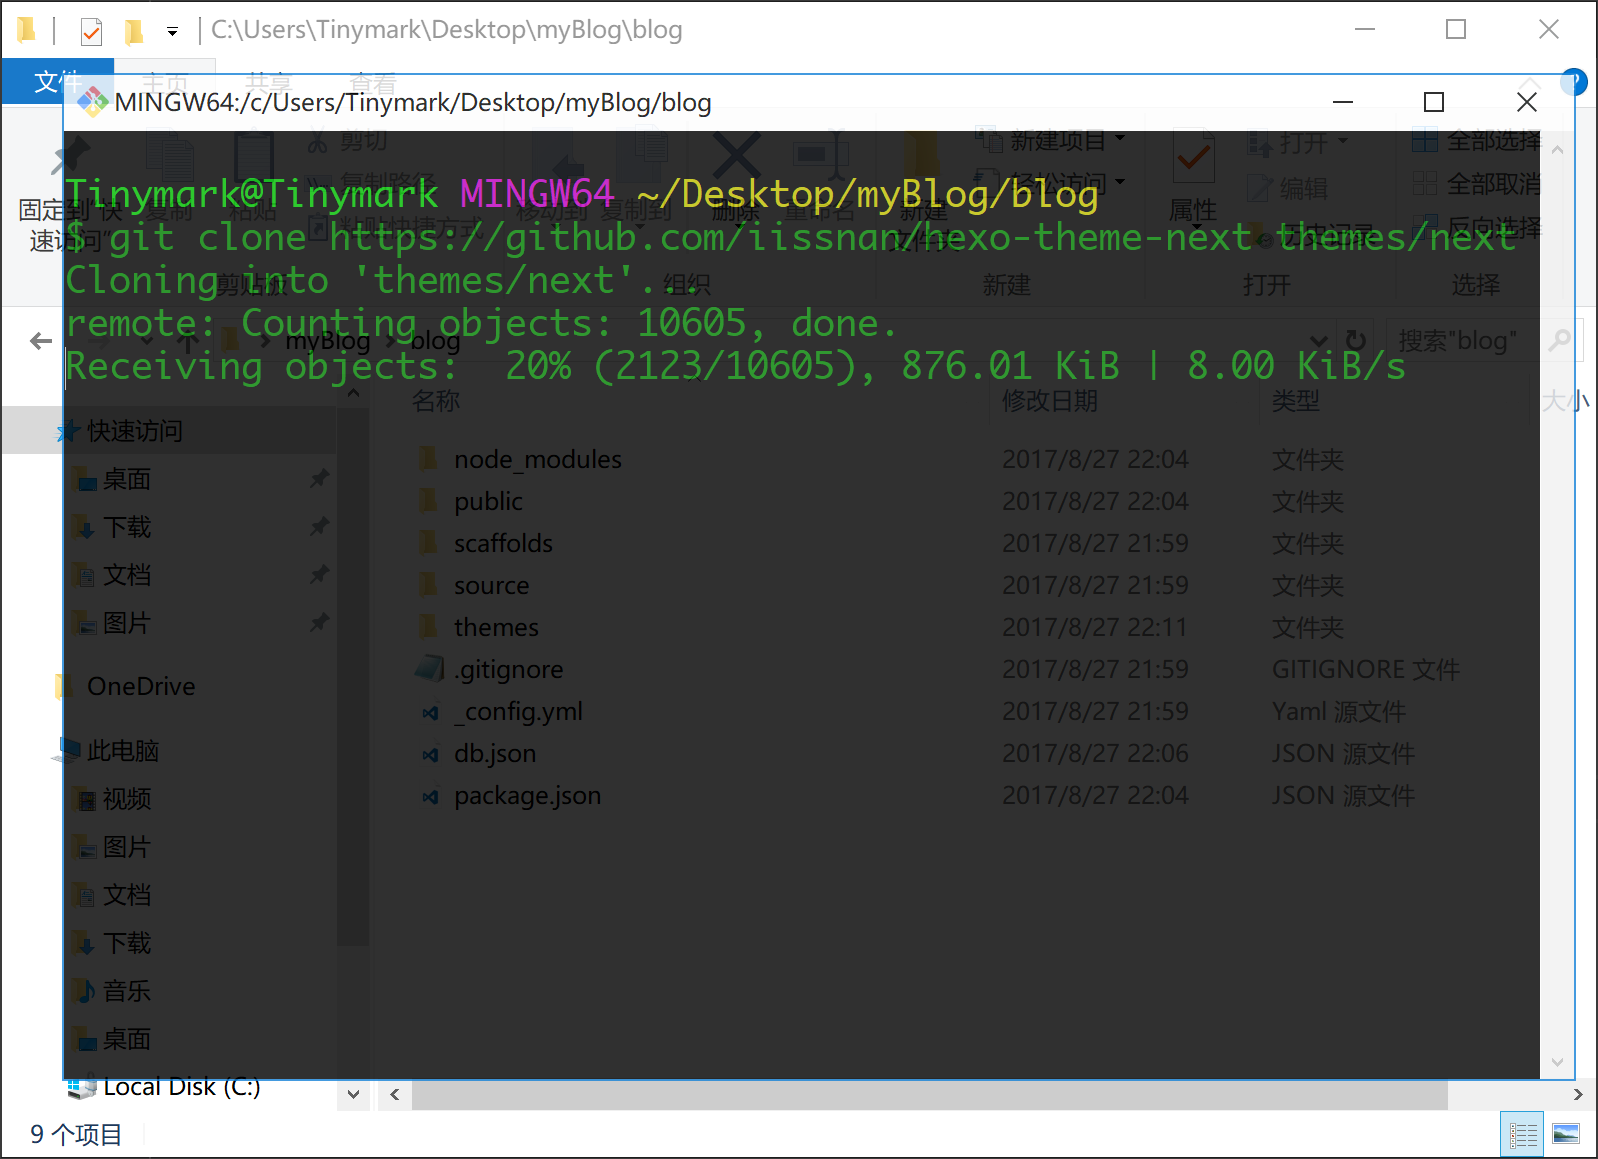 C:\Users\Tinymark\Desktop\myBlog\blog
文件 主页 共享 查看
MINGW64:/c/Users/Tinymark/Desktop/myBlog/blog
剪切
新建项目
打开
全部选择
复制路径
轻松访问
编辑
全部取消
固定到"快速访问"
复制
粘贴
粘贴快捷方式
移动到 复制到
删除 重命名
新建文件夹
属性
历史记录
反向选择
剪贴板
组织
新建
打开
选择
Tinymark@Tinymark MINGW64 ~/Desktop/myBlog/blog
$ git clone https://github.com/iissnan/hexo-theme-next themes/next
Cloning into 'themes/next'...
remote: Counting objects: 10605, done.
Receiving objects:  20% (2123/10605), 876.01 KiB | 8.00 KiB/s
myBlog blog
搜索"blog"
名称 修改日期 类型 大小
快速访问
桌面
下载
文档
图片
OneDrive
此电脑
视频
图片
文档
下载
音乐
桌面
Local Disk (C:)
node_modules 2017/8/27 22:04 文件夹
public 2017/8/27 22:04 文件夹
scaffolds 2017/8/27 21:59 文件夹
source 2017/8/27 21:59 文件夹
themes 2017/8/27 22:11 文件夹
.gitignore 2017/8/27 21:59 GITIGNORE 文件
_config.yml 2017/8/27 21:59 Yaml 源文件
db.json 2017/8/27 22:06 JSON 源文件
package.json 2017/8/27 22:04 JSON 源文件
9 个项目